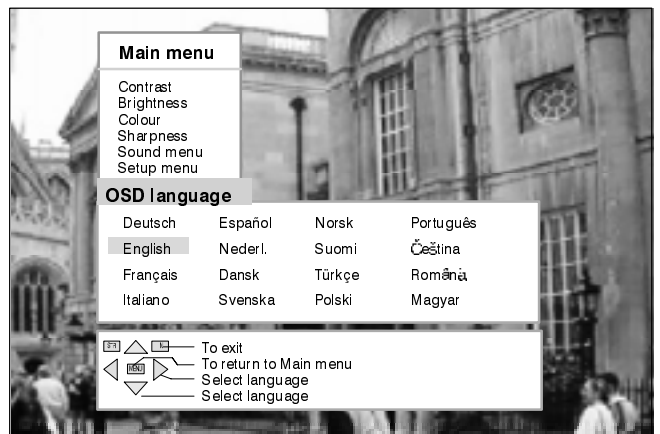 Main menu
Contrast
Brightness
Colour
Sharpness
Sound menu
Setup menu
OSD language
Deutsch Español Norsk Português
English Nederl. Suomi Čeština
Français Dansk Türkçe Română
Italiano Svenska Polski Magyar
To exit
MENU To return to Main menu
Select language
Select language